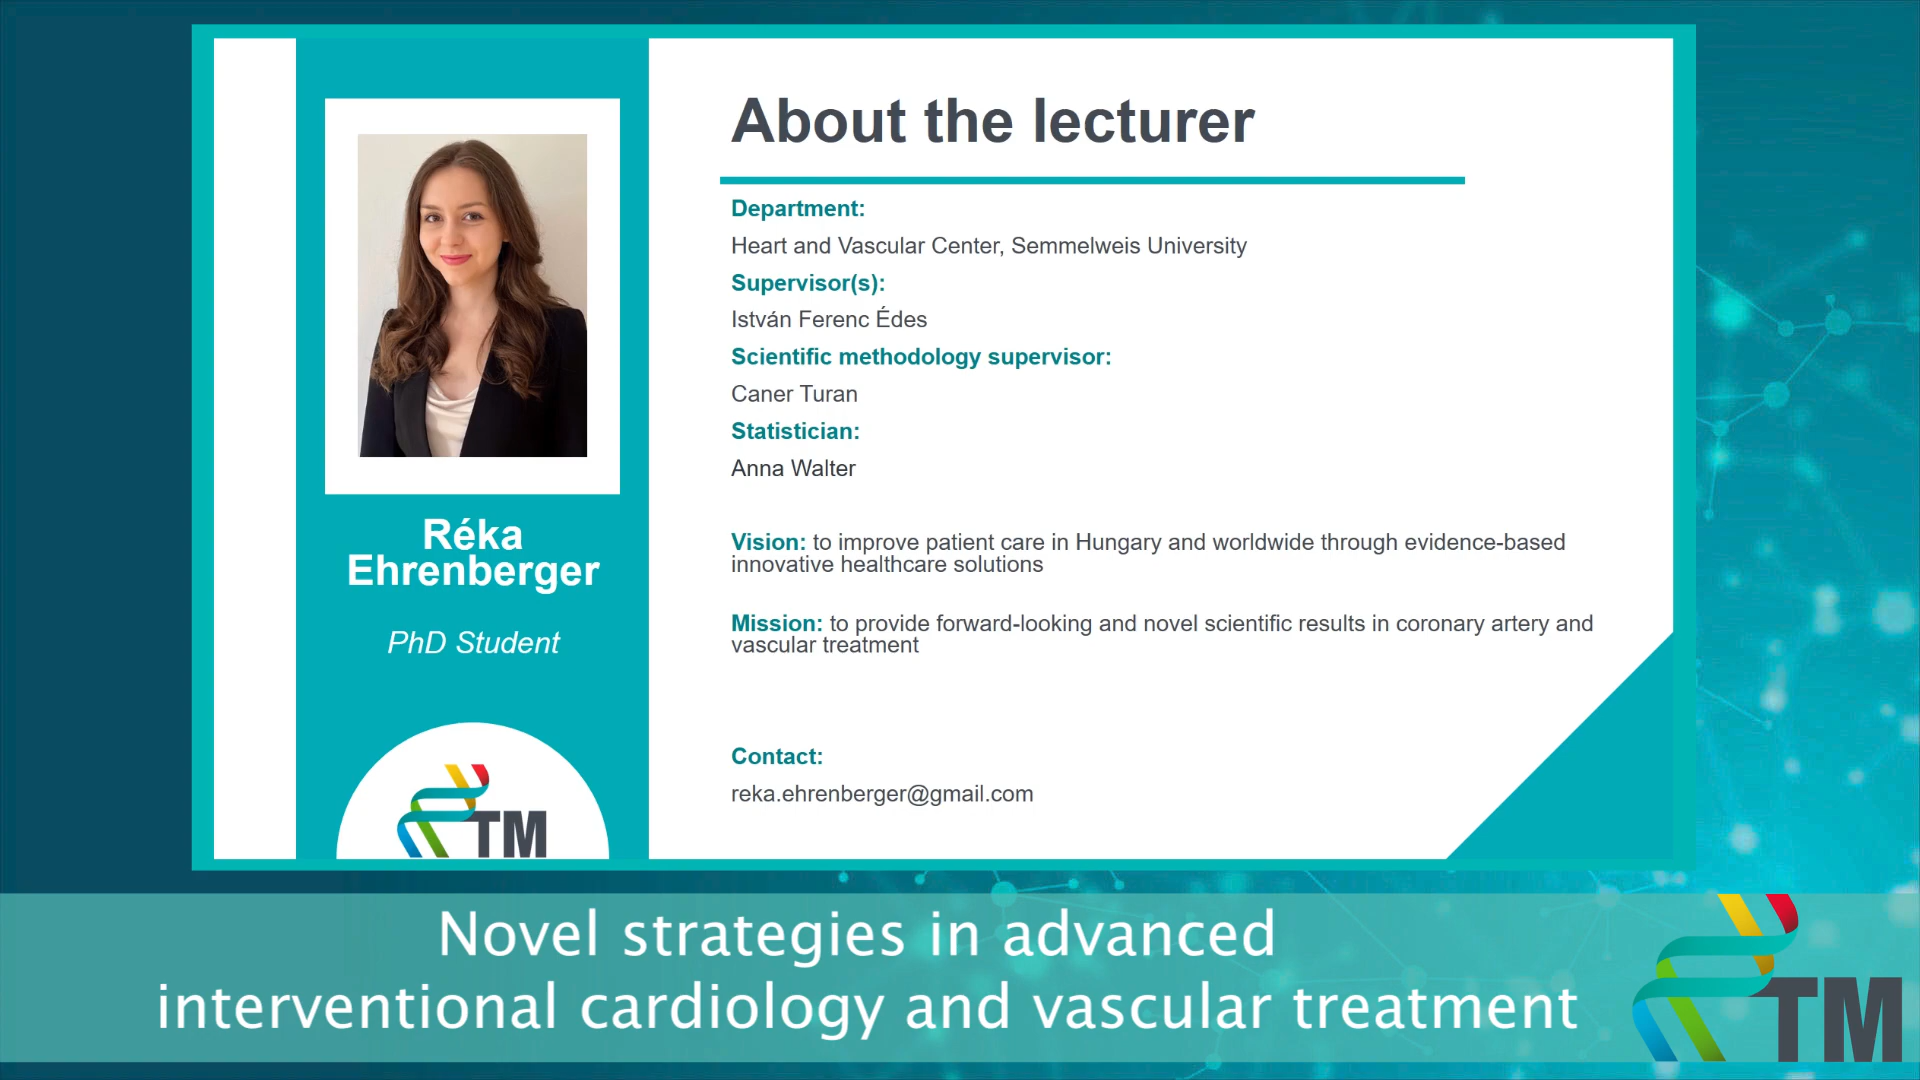 About the lecturer
Department:
Heart and Vascular Center, Semmelweis University
Supervisor(s):
István Ferenc Édes
Scientific methodology supervisor:
Caner Turan
Statistician:
Anna Walter
Vision: to improve patient care in Hungary and worldwide through evidence-based
innovative healthcare solutions
Mission: to provide forward-looking and novel scientific results in coronary artery and
vascular treatment
Contact:
reka.ehrenberger@gmail.com
Réka
Ehrenberger
PhD Student
TM
Novel strategies in advanced
interventional cardiology and vascular treatment
TM